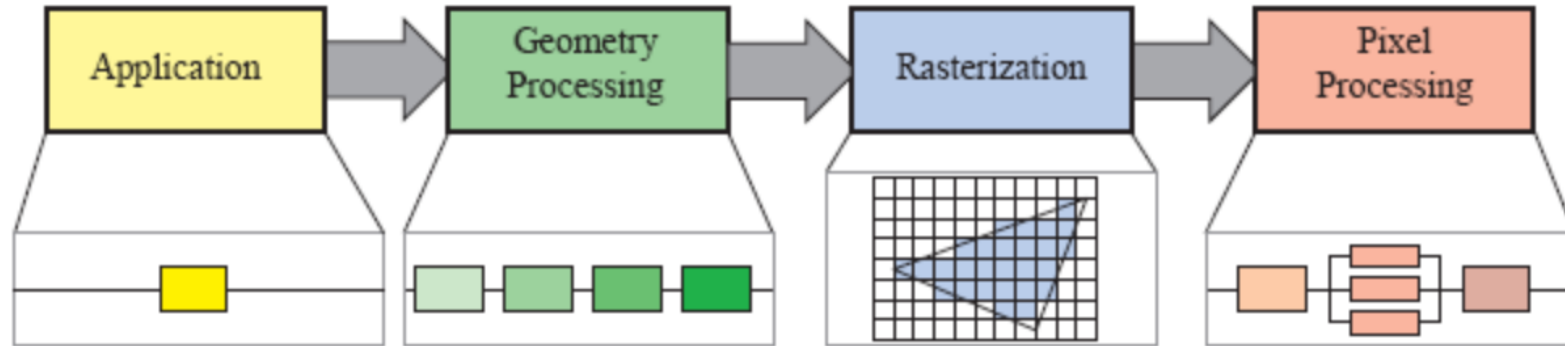 Application
Geometry
Processing
Rasterization
Pixel
Processing